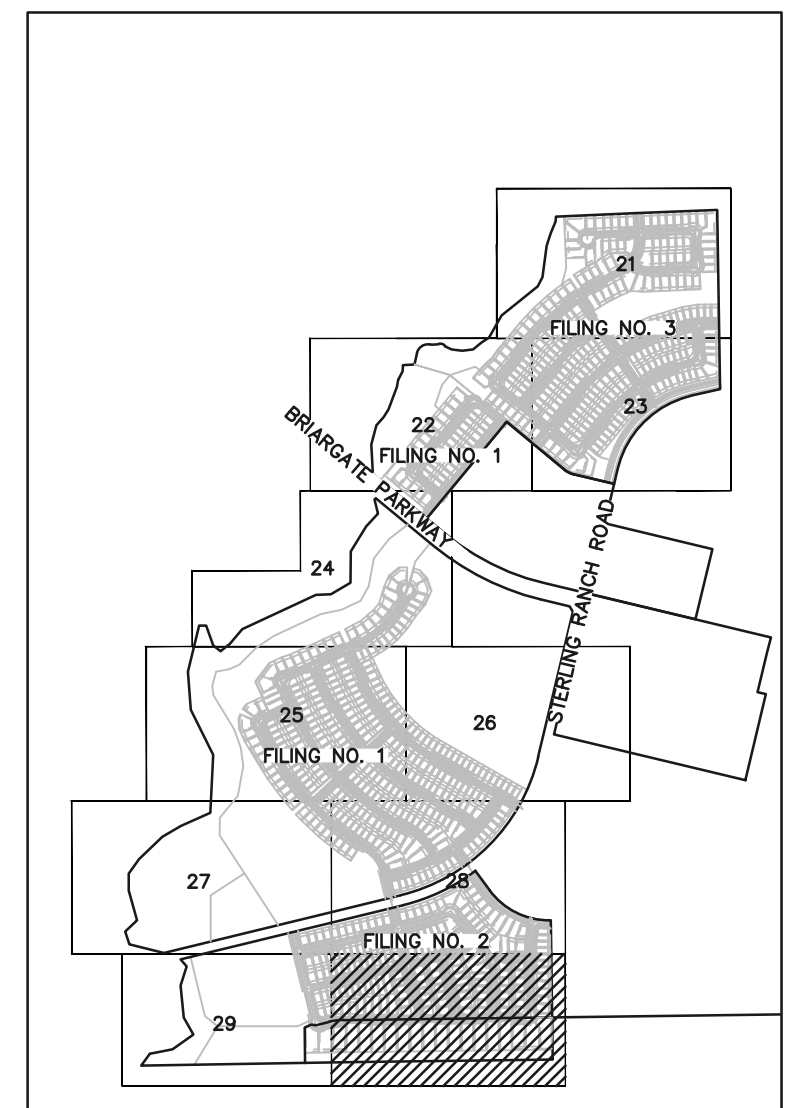 21
FILING NO. 3
23
22
FILING NO. 1
BRIARGATE PARKWAY
STERLING RANCH ROAD
24
25
26
FILING NO. 1
27
28
FILING NO. 2
29